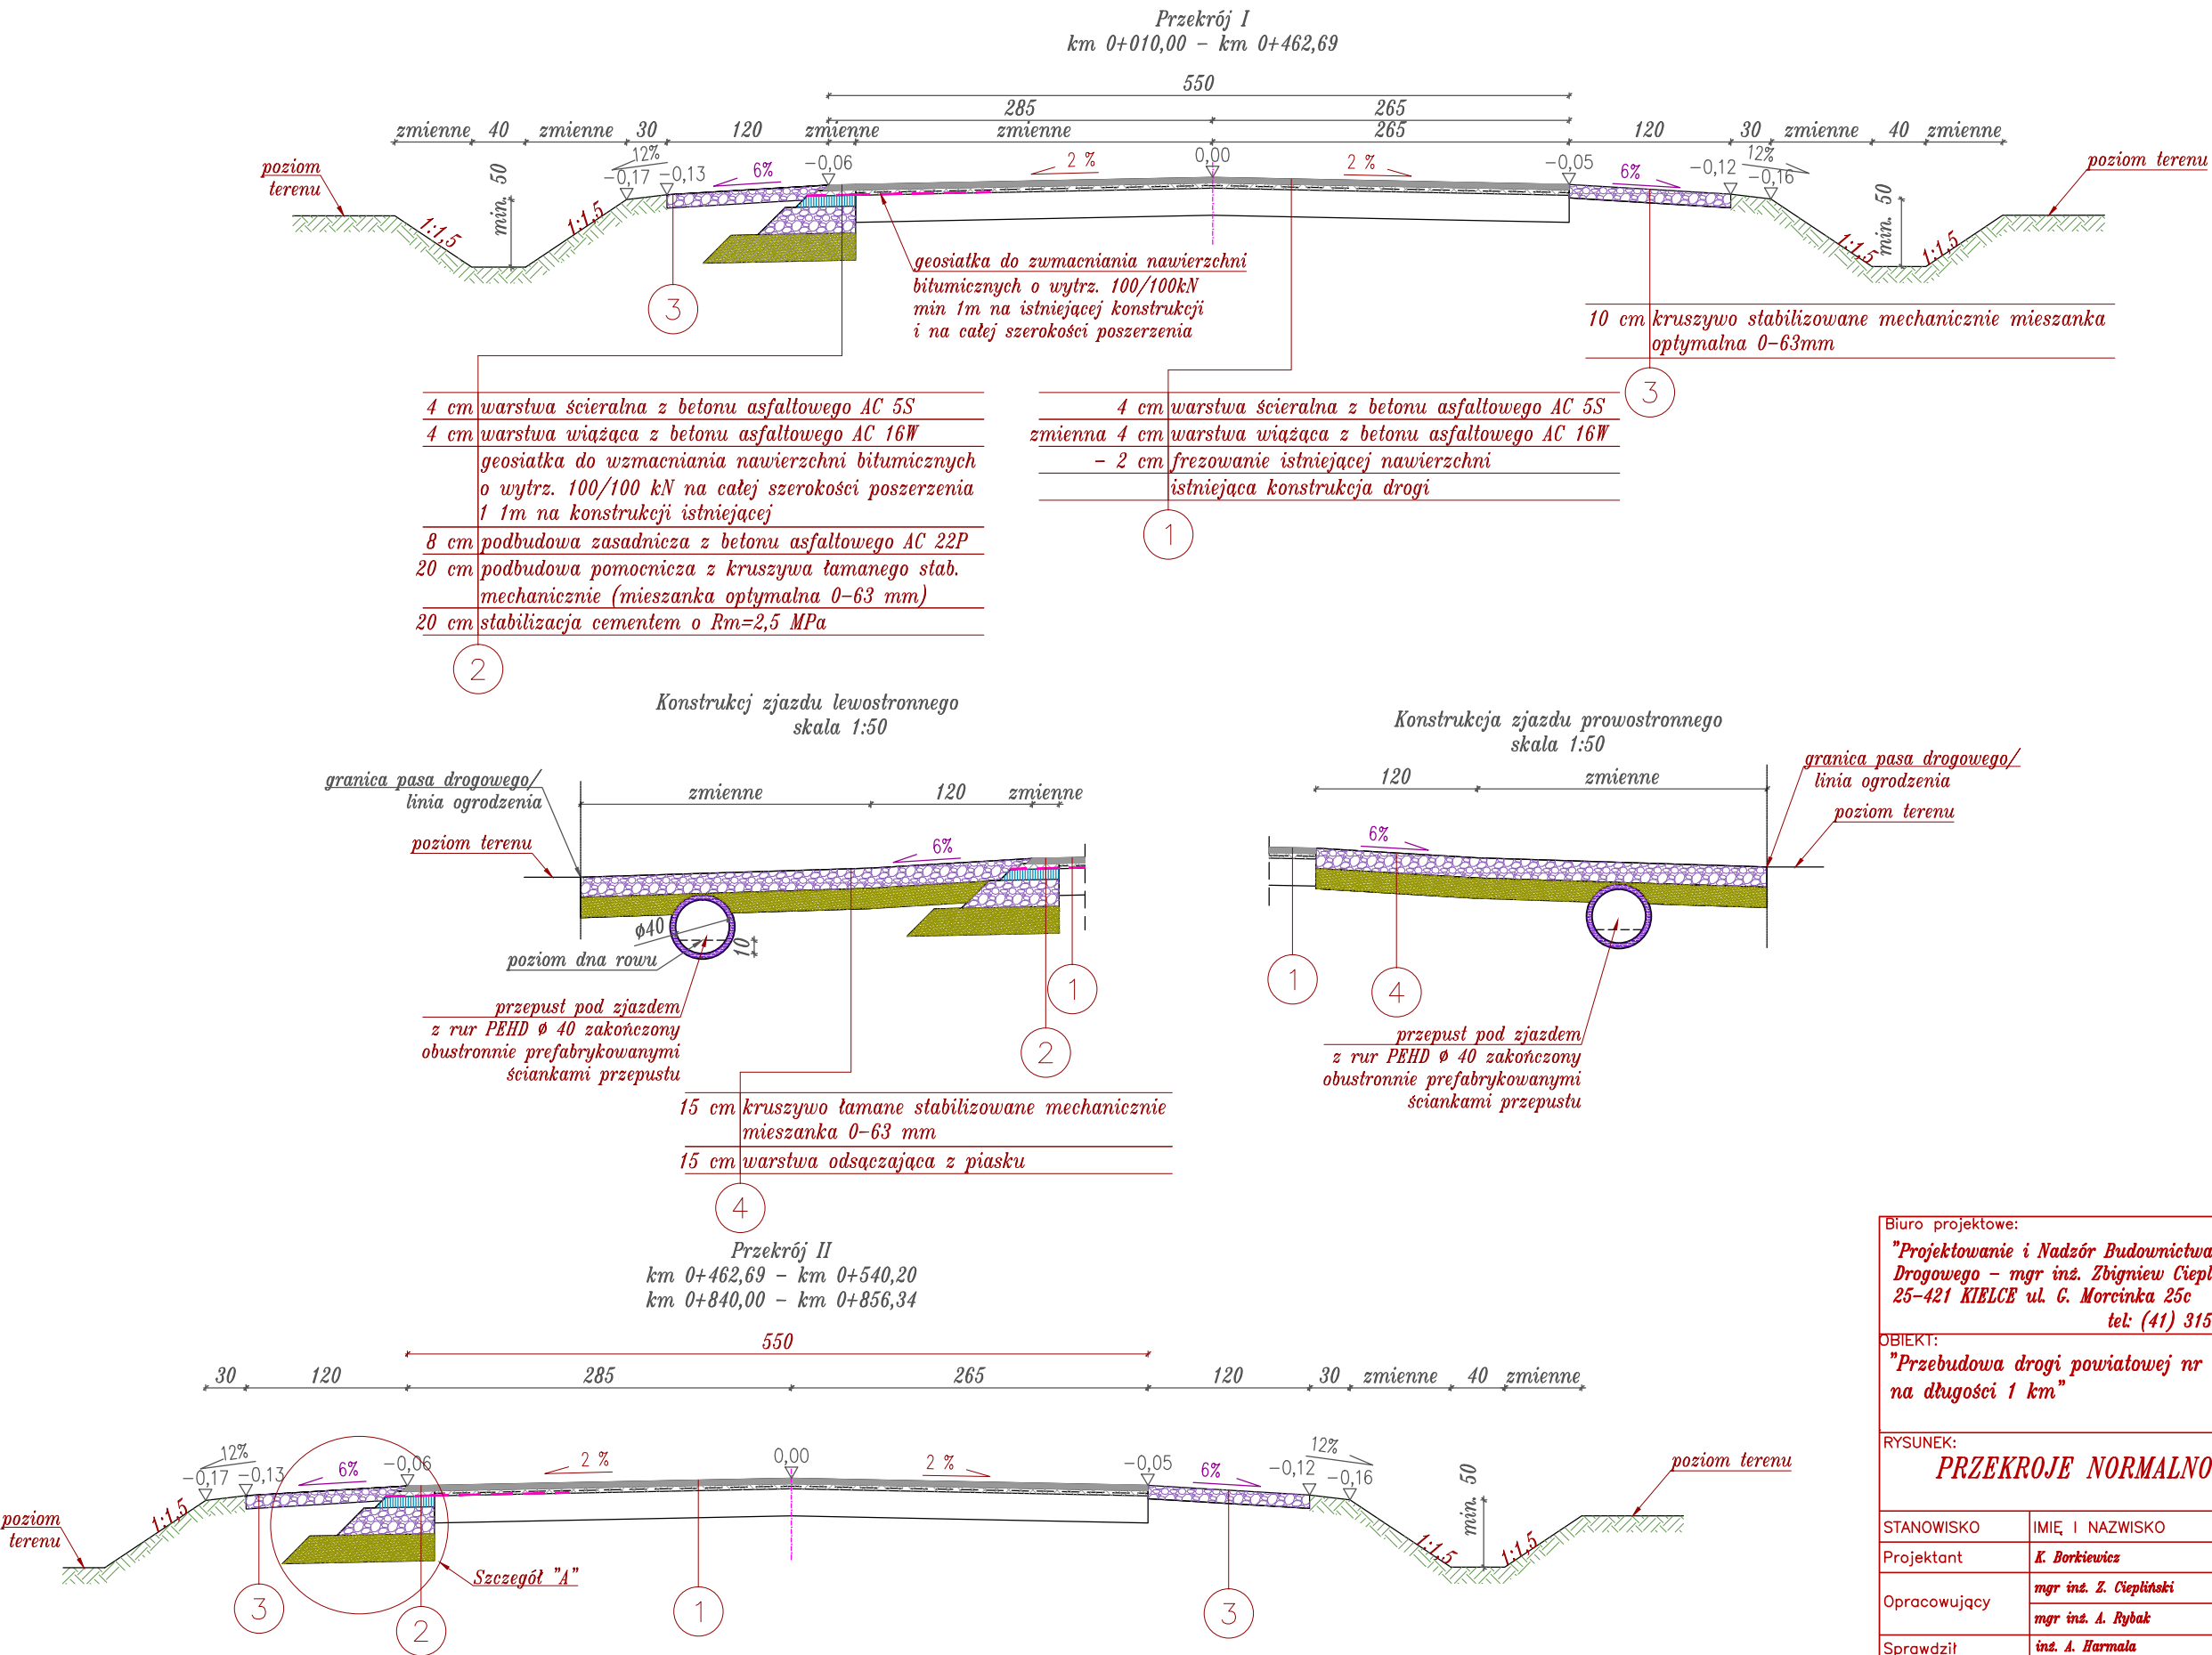 Przekrój I
km 0+010,00 – km 0+462,69
550
285 265
zmienne 40 zmienne 30 120 zmienne zmienne 265 120 30 zmienne 40 zmienne
poziom
terenu
1:1,5
min. 50
1:1,5
12%
-0,17 -0,13
6%
-0,06
2 %
0,00
2 %
-0,05
6%
-0,12
12%
-0,16
1:1,5
min. 50
1:1,5
poziom terenu
3
geosiatka do zwmacniania nawierzchni
bitumicznych o wytrz. 100/100kN
min 1m na istniejącej konstrukcji
i na całej szerokości poszerzenia
10 cm kruszywo stabilizowane mechanicznie mieszanka
optymalna 0–63mm
3
4 cm warstwa ścieralna z betonu asfaltowego AC 5S
4 cm warstwa wiążąca z betonu asfaltowego AC 16W
geosiatka do wzmacniania nawierzchni bitumicznych
o wytrz. 100/100 kN na całej szerokości poszerzenia
1 1m na konstrukcji istniejącej
8 cm podbudowa zasadnicza z betonu asfaltowego AC 22P
20 cm podbudowa pomocnicza z kruszywa łamanego stab.
mechanicznie (mieszanka optymalna 0–63 mm)
20 cm stabilizacja cementem o Rm=2,5 MPa
2
4 cm warstwa ścieralna z betonu asfaltowego AC 5S
zmienna 4 cm warstwa wiążąca z betonu asfaltowego AC 16W
– 2 cm frezowanie istniejącej nawierzchni
istniejąca konstrukcja drogi
1
Konstrukcj zjazdu lewostronnego
skala 1:50
granica pasa drogowego/
linia ogrodzenia
zmienne 120 zmienne
poziom terenu
6%
ø40
10
poziom dna rowu
1
2
przepust pod zjazdem
z rur PEHD ø 40 zakończony
obustronnie prefabrykowanymi
ściankami przepustu
15 cm kruszywo łamane stabilizowane mechanicznie
mieszanka 0–63 mm
15 cm warstwa odsączająca z piasku
4
Konstrukcja zjazdu prowostronnego
skala 1:50
120 zmienne
granica pasa drogowego/
linia ogrodzenia
poziom terenu
6%
1
4
przepust pod zjazdem
z rur PEHD ø 40 zakończony
obustronnie prefabrykowanymi
ściankami przepustu
Przekrój II
km 0+462,69 – km 0+540,20
km 0+840,00 – km 0+856,34
550
30 120 285 265 120 30 zmienne 40 zmienne
poziom
terenu
1:1,5
12%
-0,17 -0,13
6%
-0,06
2 %
0,00
2 %
-0,05
6%
-0,12
12%
-0,16
1:1,5
min. 50
1:1,5
poziom terenu
Szczegół "A"
3
2
1
3
Biuro projektowe:
"Projektowanie i Nadzór Budownictwa
Drogowego – mgr inż. Zbigniew Ciepl
25–421 KIELCE ul. G. Morcinka 25c
tel: (41) 315
OBIEKT:
"Przebudowa drogi powiatowej nr
na długości 1 km"
RYSUNEK:
PRZEKROJE NORMALNO
STANOWISKO IMIĘ I NAZWISKO
Projektant K. Borkiewicz
Opracowujący mgr inż. Z. Ciepliński
mgr inż. A. Rybak
Sprawdził inż. A. Harmala